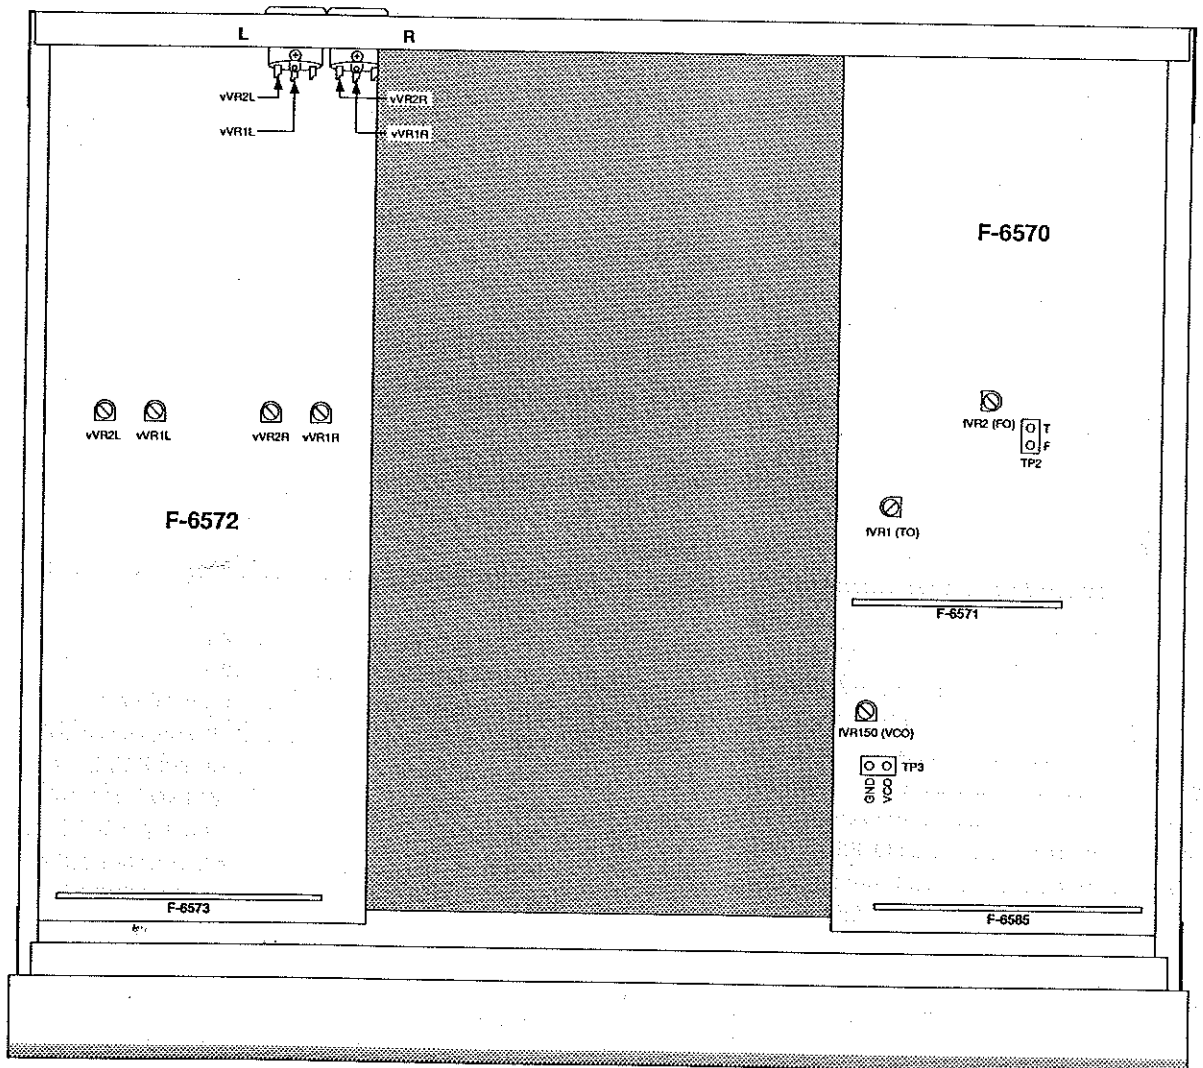 L R
vVR2L vVR2R
vVR1L vVR1R
F-6570
fVR2 (FO)
T
F
TP2
vVR2L vVR1L vVR2R vVR1R
F-6572
fVR1 (TO)
F-6571
fVR150 (VCO)
TP3
GND
VCO
F-6573
F-6585